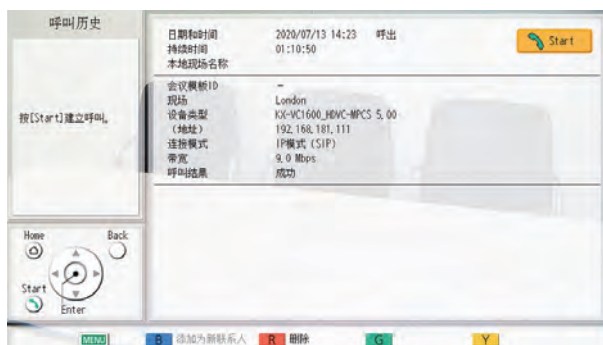 呼叫历史
按[Start]建立呼叫。
日期和时间 2020/07/13 14:23 呼出
持续时间 01:10:50
本地现场名称
Start
会议模板ID -
现场 London
设备类型 KX-VC1600_HDVC-MPCS 5,00
(地址) 192,168,181,111
连接模式 IP模式 (SIP)
带宽 9.0 Mbps
呼叫结果 成功
Home Back
Start
Enter
MENU B 添加为新联系人 R 删除 G Y